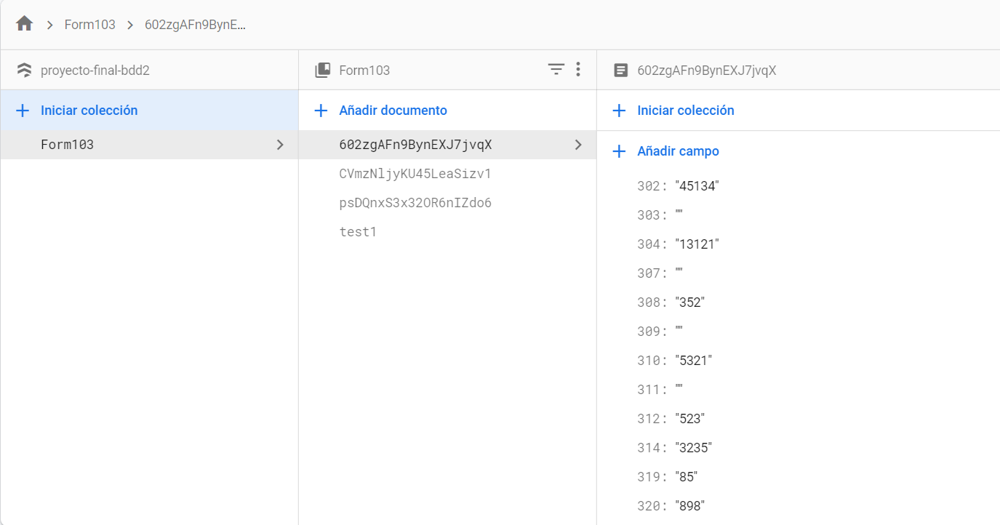 Form103 602zgAFn9BynE...
proyecto-final-bdd2
Iniciar colección
Form103
Form103
Añadir documento
602zgAFn9BynEXJ7jvqX
CVmzNljyKU45LeaSizv1
psDQnxS3x32OR6nIZdo6
test1
602zgAFn9BynEXJ7jvqX
Iniciar colección
Añadir campo
302: "45134"
303: ""
304: "13121"
307: ""
308: "352"
309: ""
310: "5321"
311: ""
312: "523"
314: "3235"
319: "85"
320: "898"